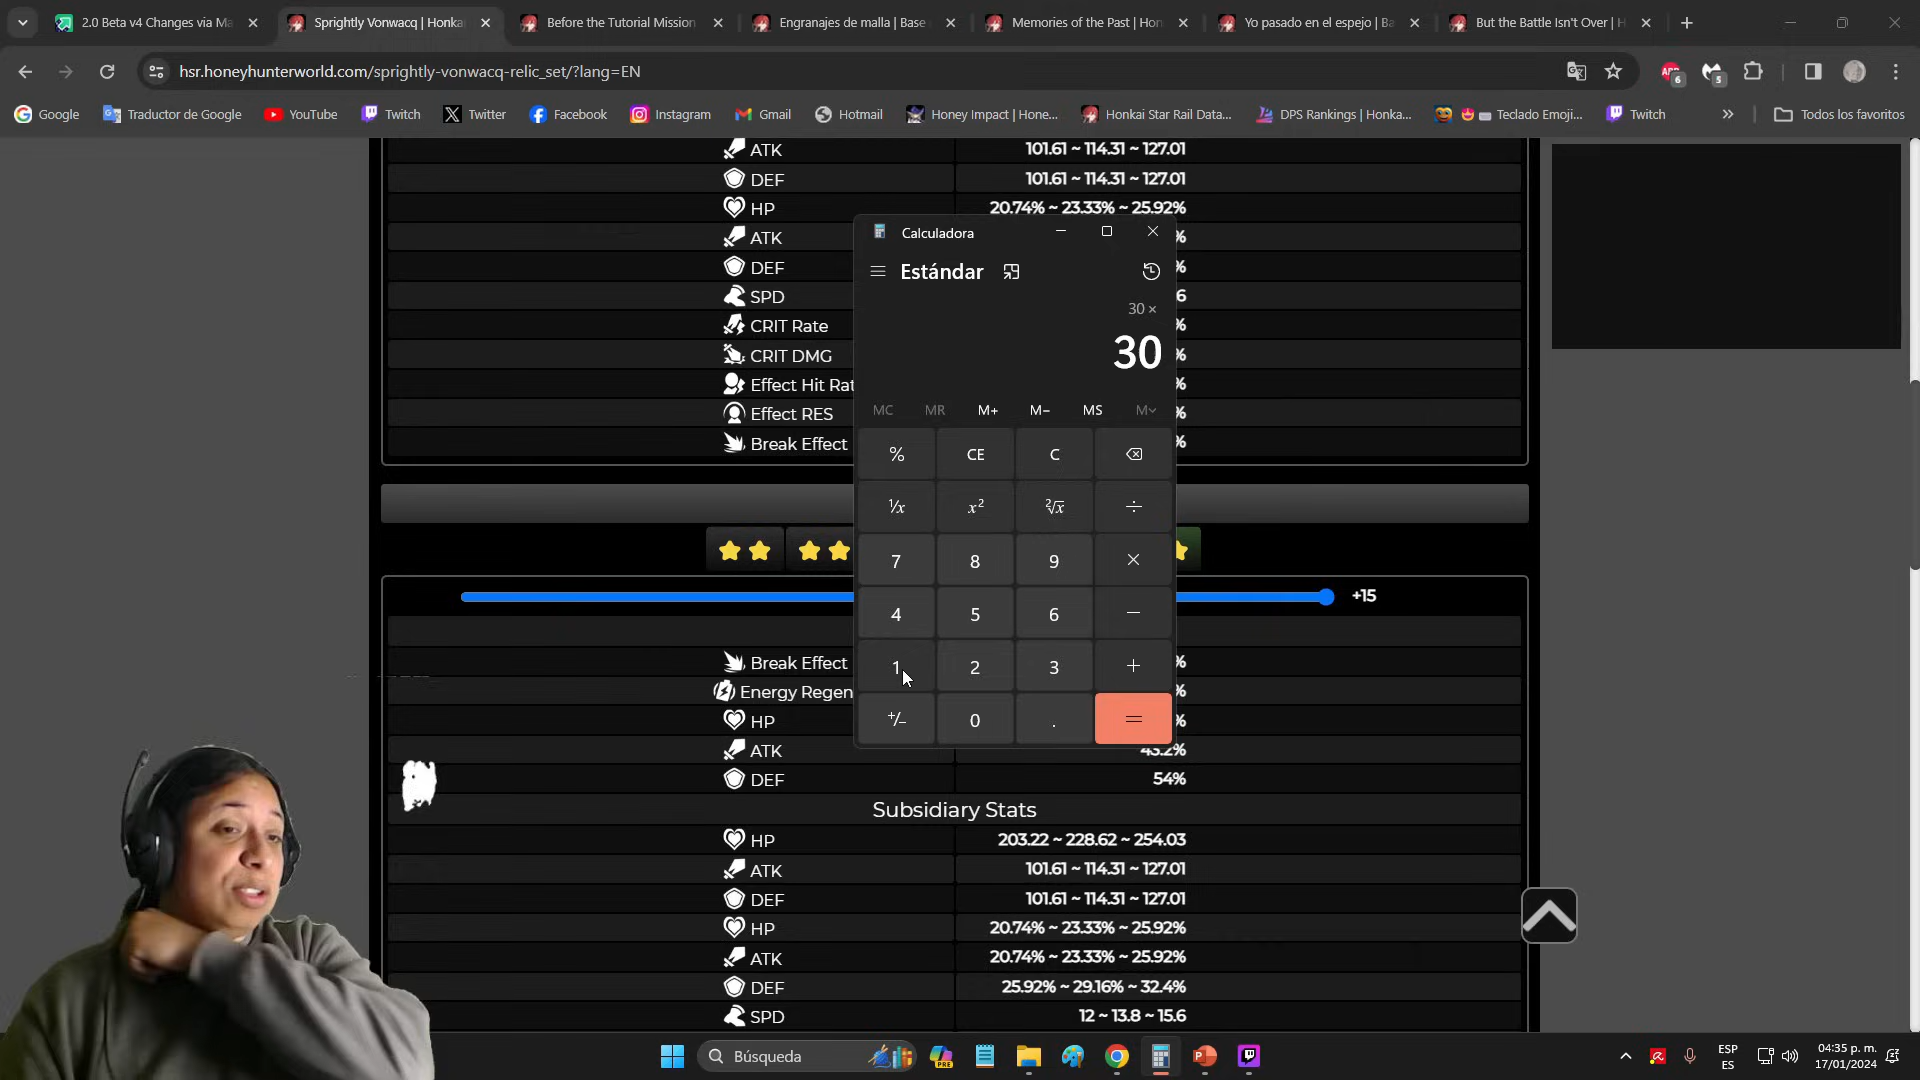 2.0 Beta v4 Changes via Ma
Sprightly Vonwacq | Honkai
Before the Tutorial Mission
Engranajes de malla | Base
Memories of the Past | Hon
Yo pasado en el espejo | Ba
But the Battle Isn't Over | H
hsr.honeyhunterworld.com/sprightly-vonwacq-relic_set/?lang=EN
ABP
6
5
Google
Traductor de Google
YouTube
Twitch
Twitter
Facebook
Instagram
Gmail
Hotmail
Honey Impact | Hone...
Honkai Star Rail Data...
DPS Rankings | Honka...
Teclado Emoji...
Twitch
»
Todos los favoritos
ATK 101.61 ~ 114.31 ~ 127.01
DEF 101.61 ~ 114.31 ~ 127.01
HP 20.74% ~ 23.33% ~ 25.92%
ATK %
DEF %
SPD 6
CRIT Rate %
CRIT DMG %
Effect Hit Rat %
Effect RES %
Break Effect %
Calculadora
Estándar
30 ×
30
MC MR M+ M− MS M˅
% CE C
¹/x x² ²√x ÷
7 8 9 ×
4 5 6 −
1 2 3 +
+/− 0 . =
+15
Break Effect %
Energy Regen %
HP %
ATK 43.2%
DEF 54%
Subsidiary Stats
HP 203.22 ~ 228.62 ~ 254.03
ATK 101.61 ~ 114.31 ~ 127.01
DEF 101.61 ~ 114.31 ~ 127.01
HP 20.74% ~ 23.33% ~ 25.92%
ATK 20.74% ~ 23.33% ~ 25.92%
DEF 25.92% ~ 29.16% ~ 32.4%
SPD 12 ~ 13.8 ~ 15.6
Búsqueda
PRE
ESP
ES
04:35 p. m.
17/01/2024